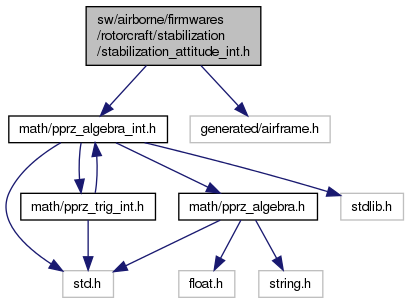 sw/airborne/firmwares
/rotorcraft/stabilization
/stabilization_attitude_int.h
math/pprz_algebra_int.h
generated/airframe.h
math/pprz_trig_int.h
math/pprz_algebra.h
stdlib.h
std.h
float.h
string.h